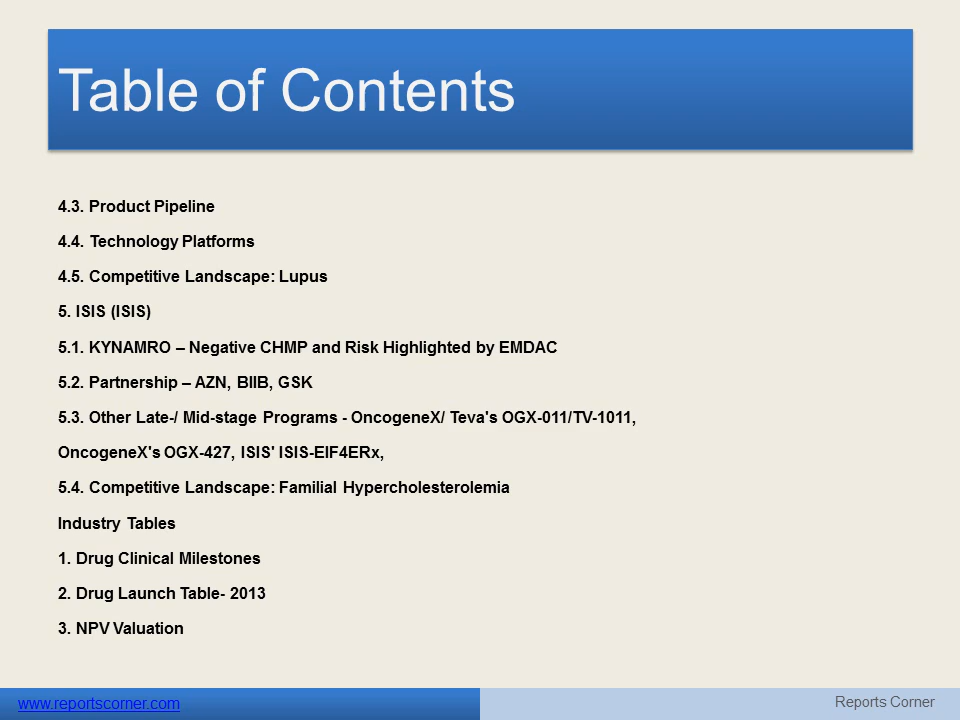 Table of Contents
4.3. Product Pipeline
4.4. Technology Platforms
4.5. Competitive Landscape: Lupus
5. ISIS (ISIS)
5.1. KYNAMRO – Negative CHMP and Risk Highlighted by EMDAC
5.2. Partnership – AZN, BIIB, GSK
5.3. Other Late-/ Mid-stage Programs - OncogeneX/ Teva's OGX-011/TV-1011,
OncogeneX's OGX-427, ISIS' ISIS-EIF4ERx,
5.4. Competitive Landscape: Familial Hypercholesterolemia
Industry Tables
1. Drug Clinical Milestones
2. Drug Launch Table- 2013
3. NPV Valuation
www.reportscorner.com
Reports Corner